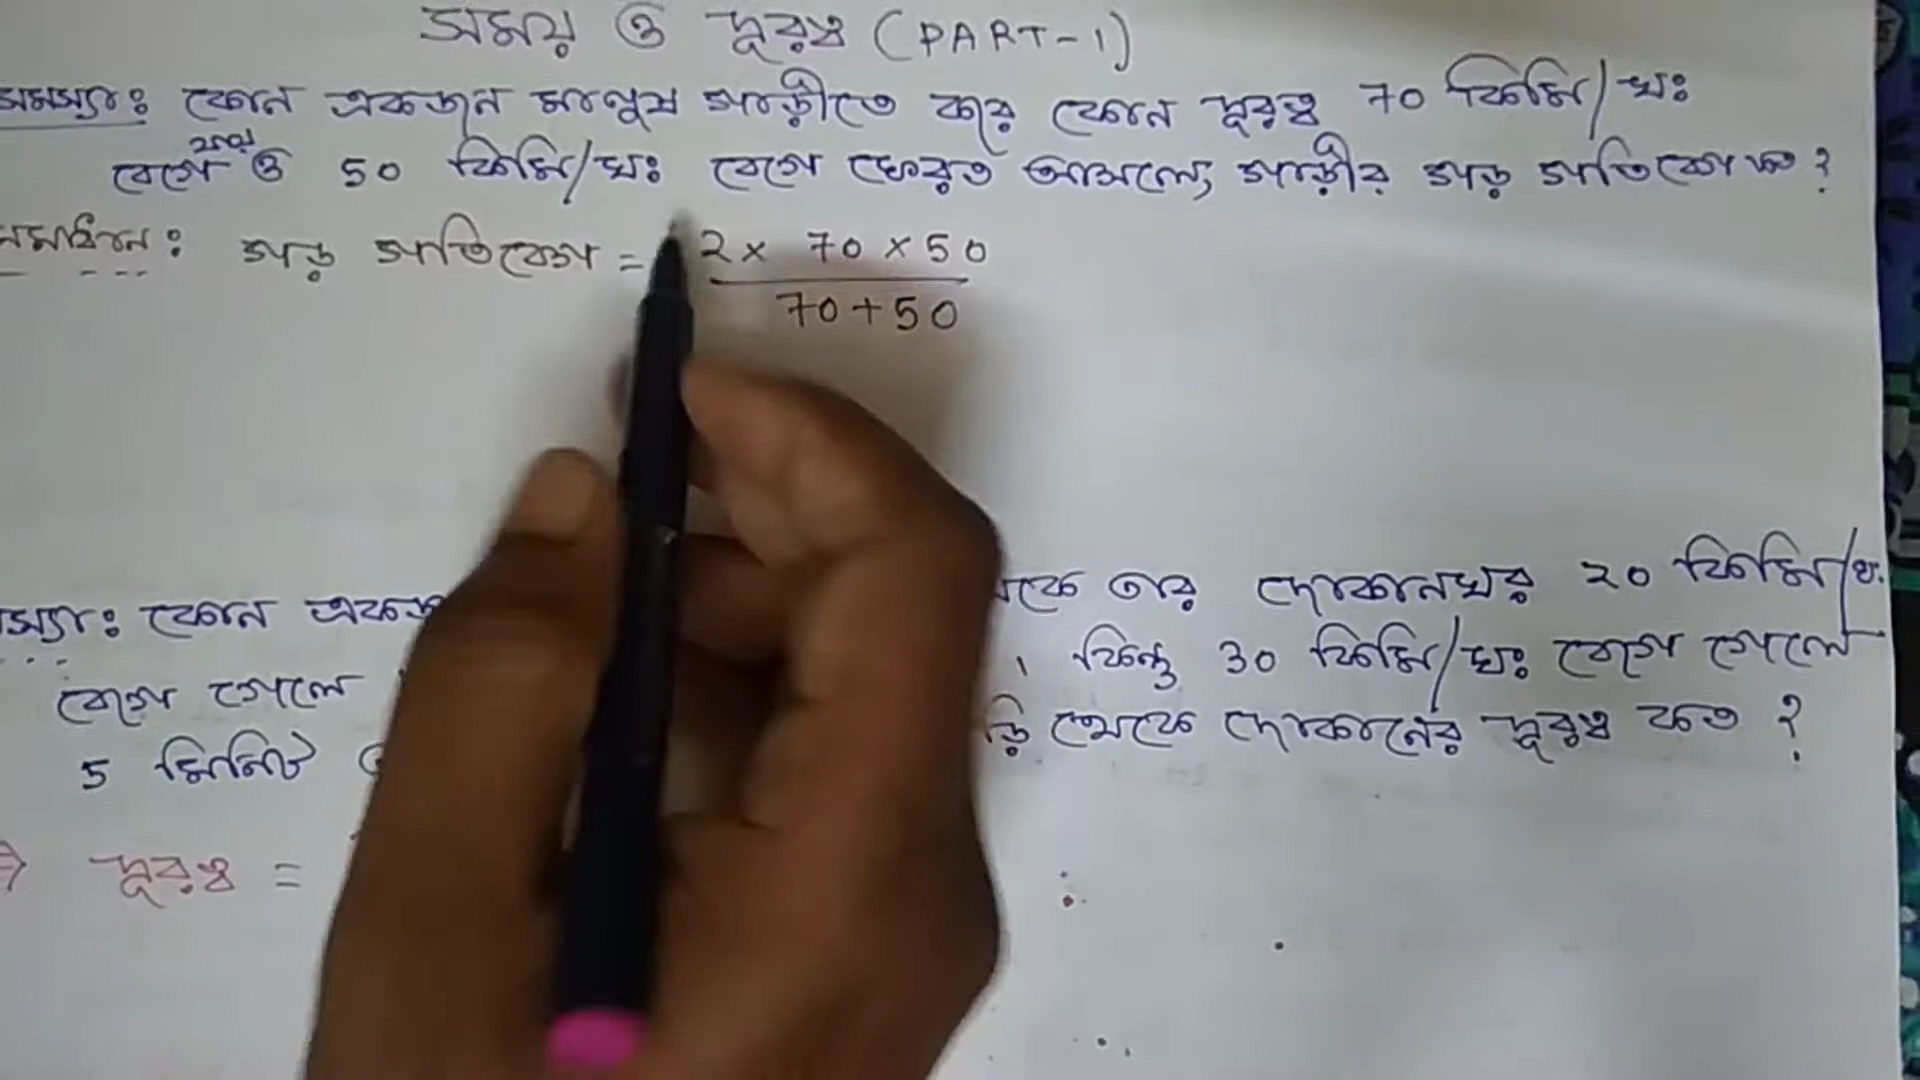 সময় ও দূরত্ব (PART-1)
সমস্যা: কোন একজন মানুষ গাড়ীতে করে কোন দূরত্ব 70 কিমি/ঘঃ
বেগে যায় ও 50 কিমি/ঘঃ বেগে ফেরত আসলে, গাড়ীর গড় গতিবেগ কত?
সমাধান: গড় গতিবেগ = 2 x 70 x 50
70 + 50
কোন একজ থেকে তার দোকানঘর 20 কিমি/ঘ.
বেগে গেলে । কিন্তু 30 কিমি/ঘঃ বেগে গেলে
5 মিনিট থেকে দোকানের দূরত্ব কত ?
⇒ দূরত্ব =